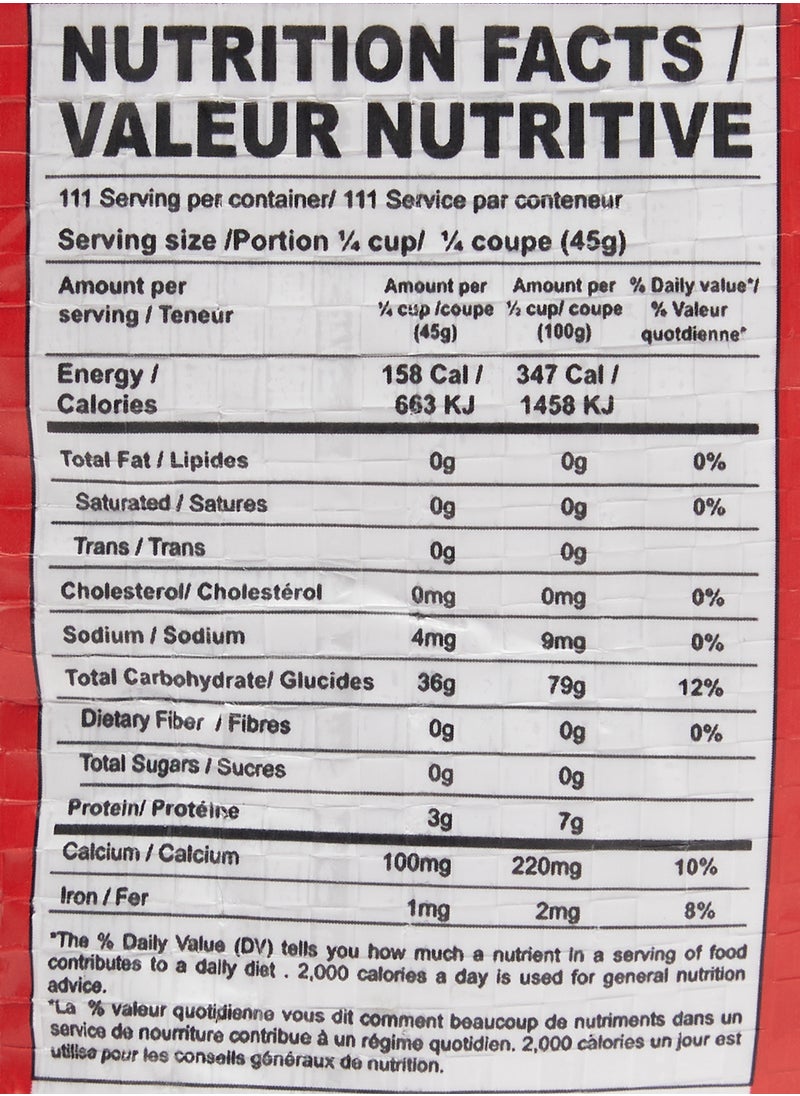 NUTRITION FACTS /
VALEUR NUTRITIVE
111 Serving per container/ 111 Service par conteneur
Serving size /Portion ¼ cup/ ¼ coupe (45g)
Amount per serving / Teneur
Amount per ¼ cup /coupe (45g)
Amount per ½ cup/ coupe (100g)
% Daily value*/ % Valeur quotdienne*
Energy / Calories 158 Cal / 663 KJ 347 Cal / 1458 KJ
Total Fat / Lipides 0g 0g 0%
Saturated / Satures 0g 0g 0%
Trans / Trans 0g 0g
Cholesterol/ Cholestérol 0mg 0mg 0%
Sodium / Sodium 4mg 9mg 0%
Total Carbohydrate/ Glucides 36g 79g 12%
Dietary Fiber / Fibres 0g 0g 0%
Total Sugars / Sucres 0g 0g
Protein/ Protéine 3g 7g
Calcium / Calcium 100mg 220mg 10%
Iron / Fer 1mg 2mg 8%
*The % Daily Value (DV) tells you how much a nutrient in a serving of food
contributes to a daily diet . 2,000 calories a day is used for general nutrition
advice.
*La % valeur quotidienne vous dit comment beaucoup de nutriments dans un
service de nourriture contribue à un régime quotidien. 2,000 càlories un jour est
utilise pour les conseils généraux de nutrition.